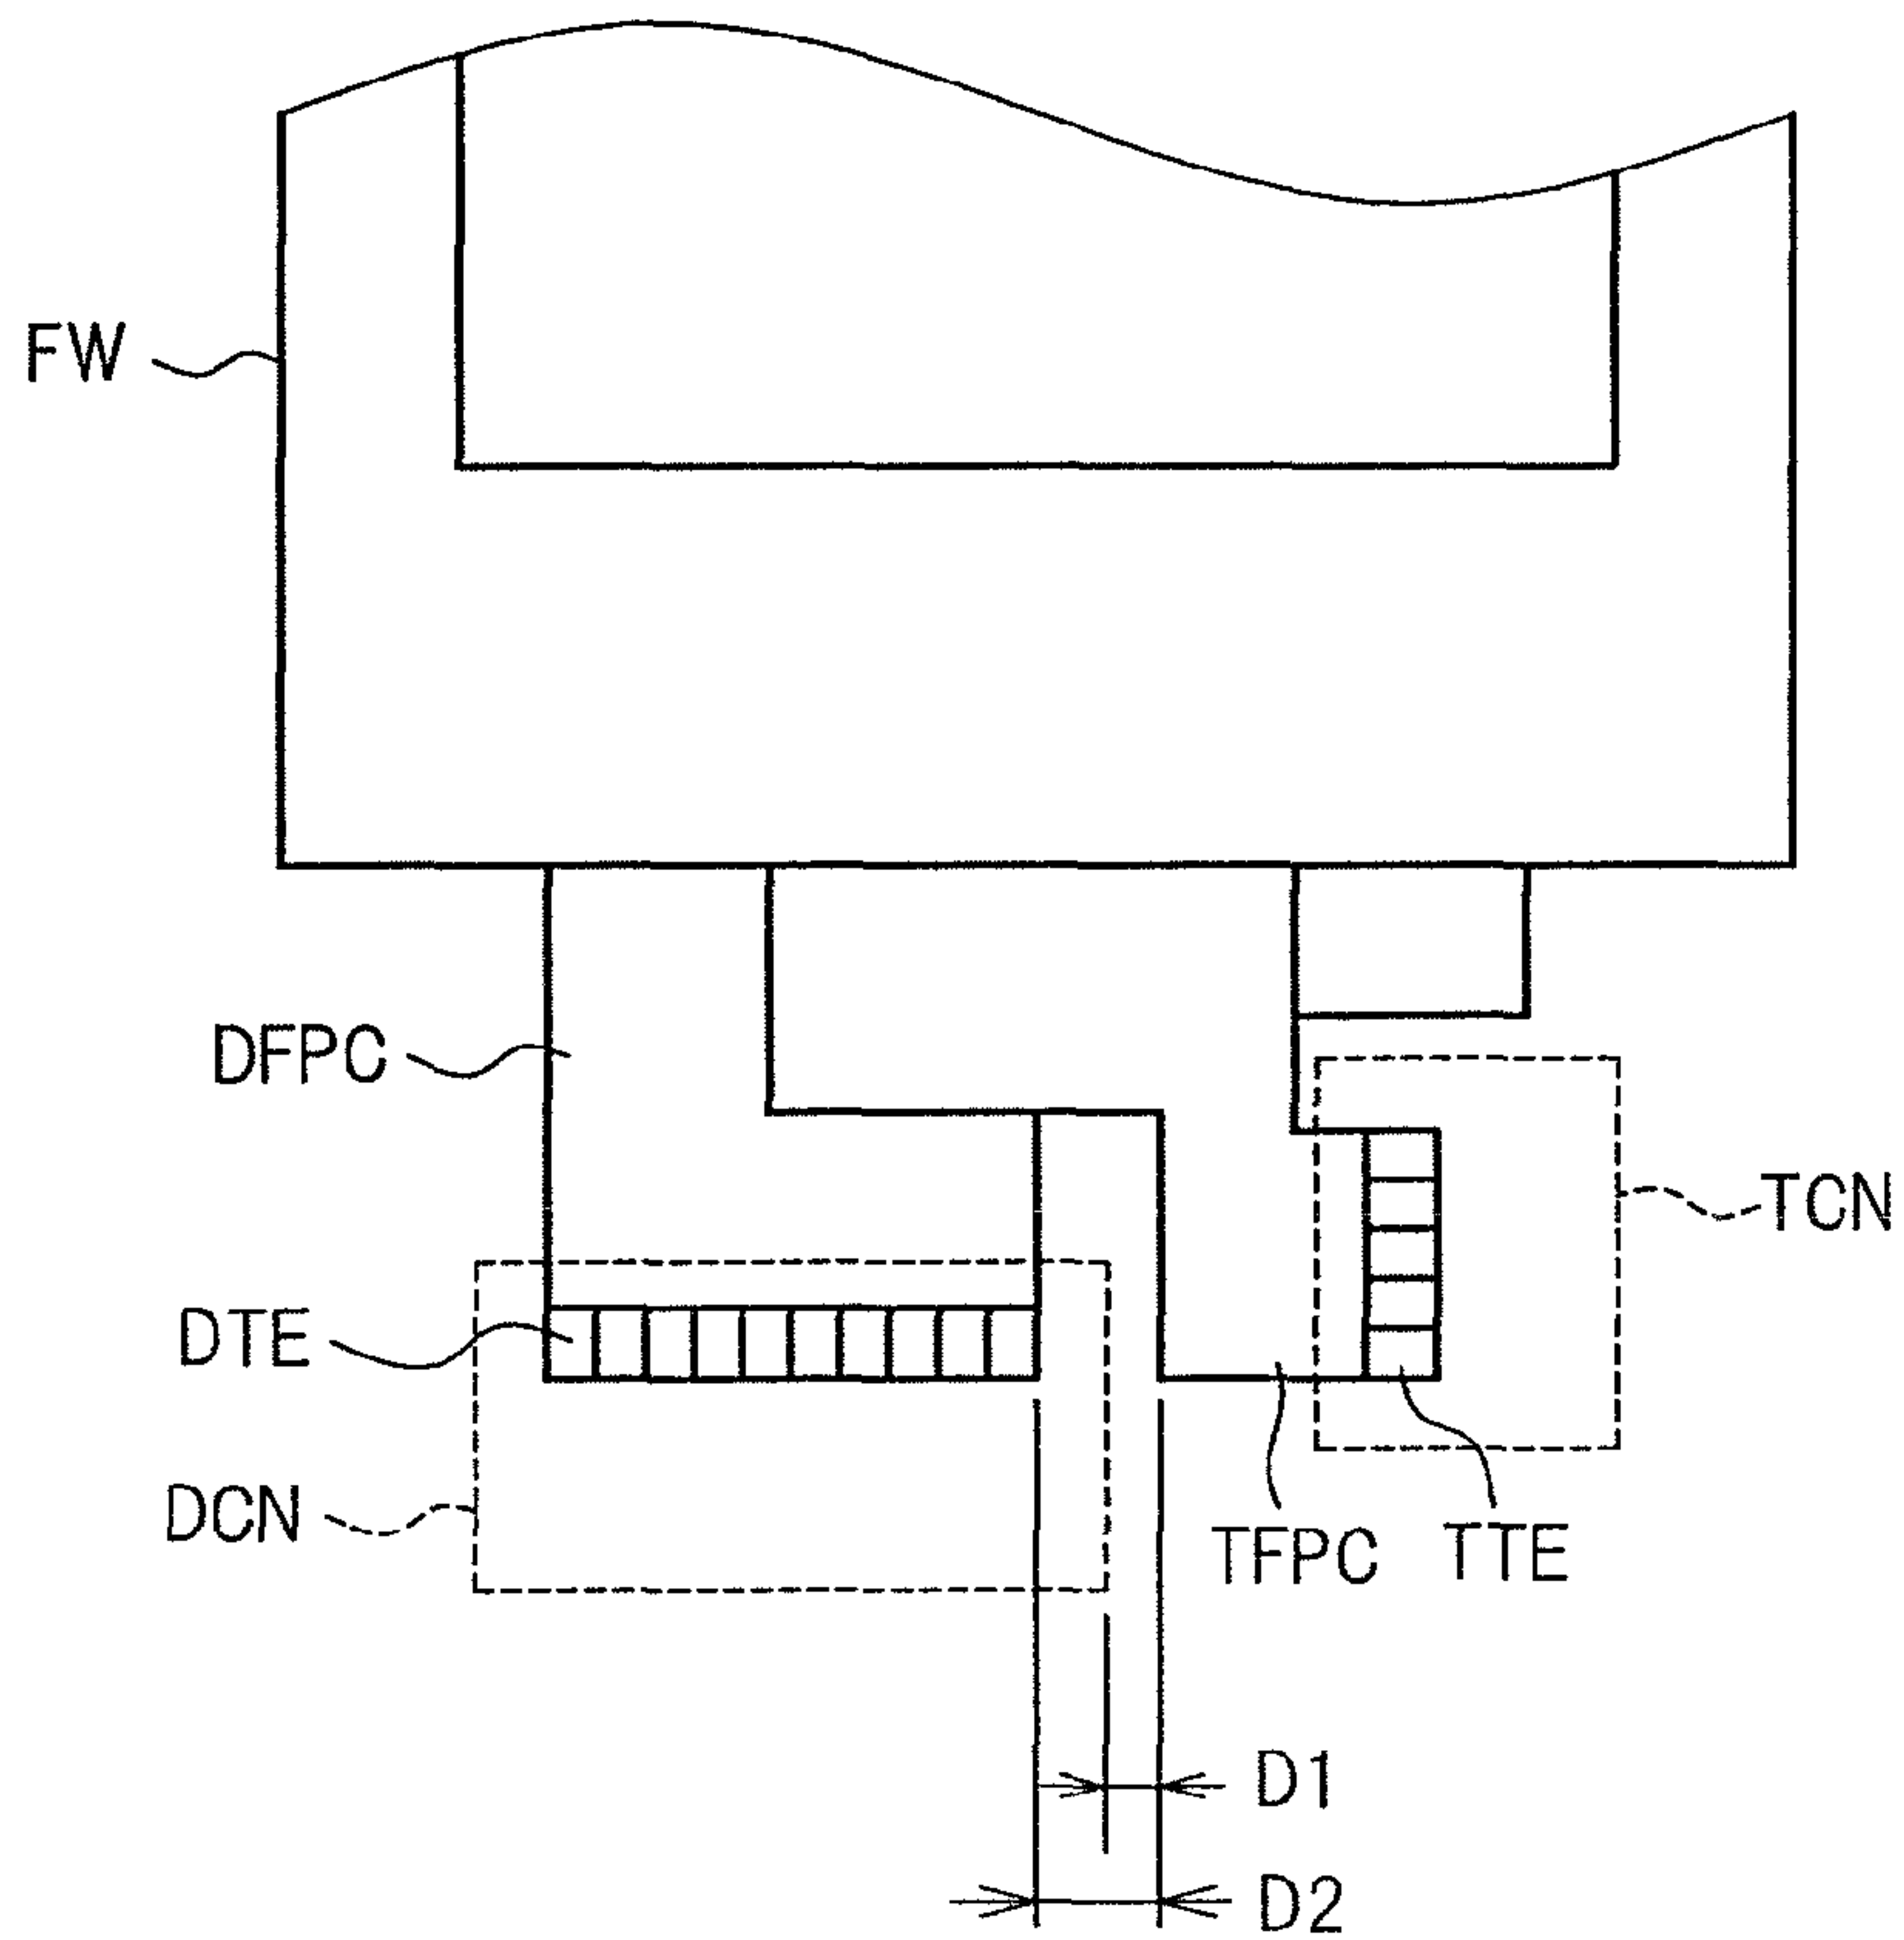 FW
DFPC
TCN
DTE
DCN
TFPC
TTE
D1
D2